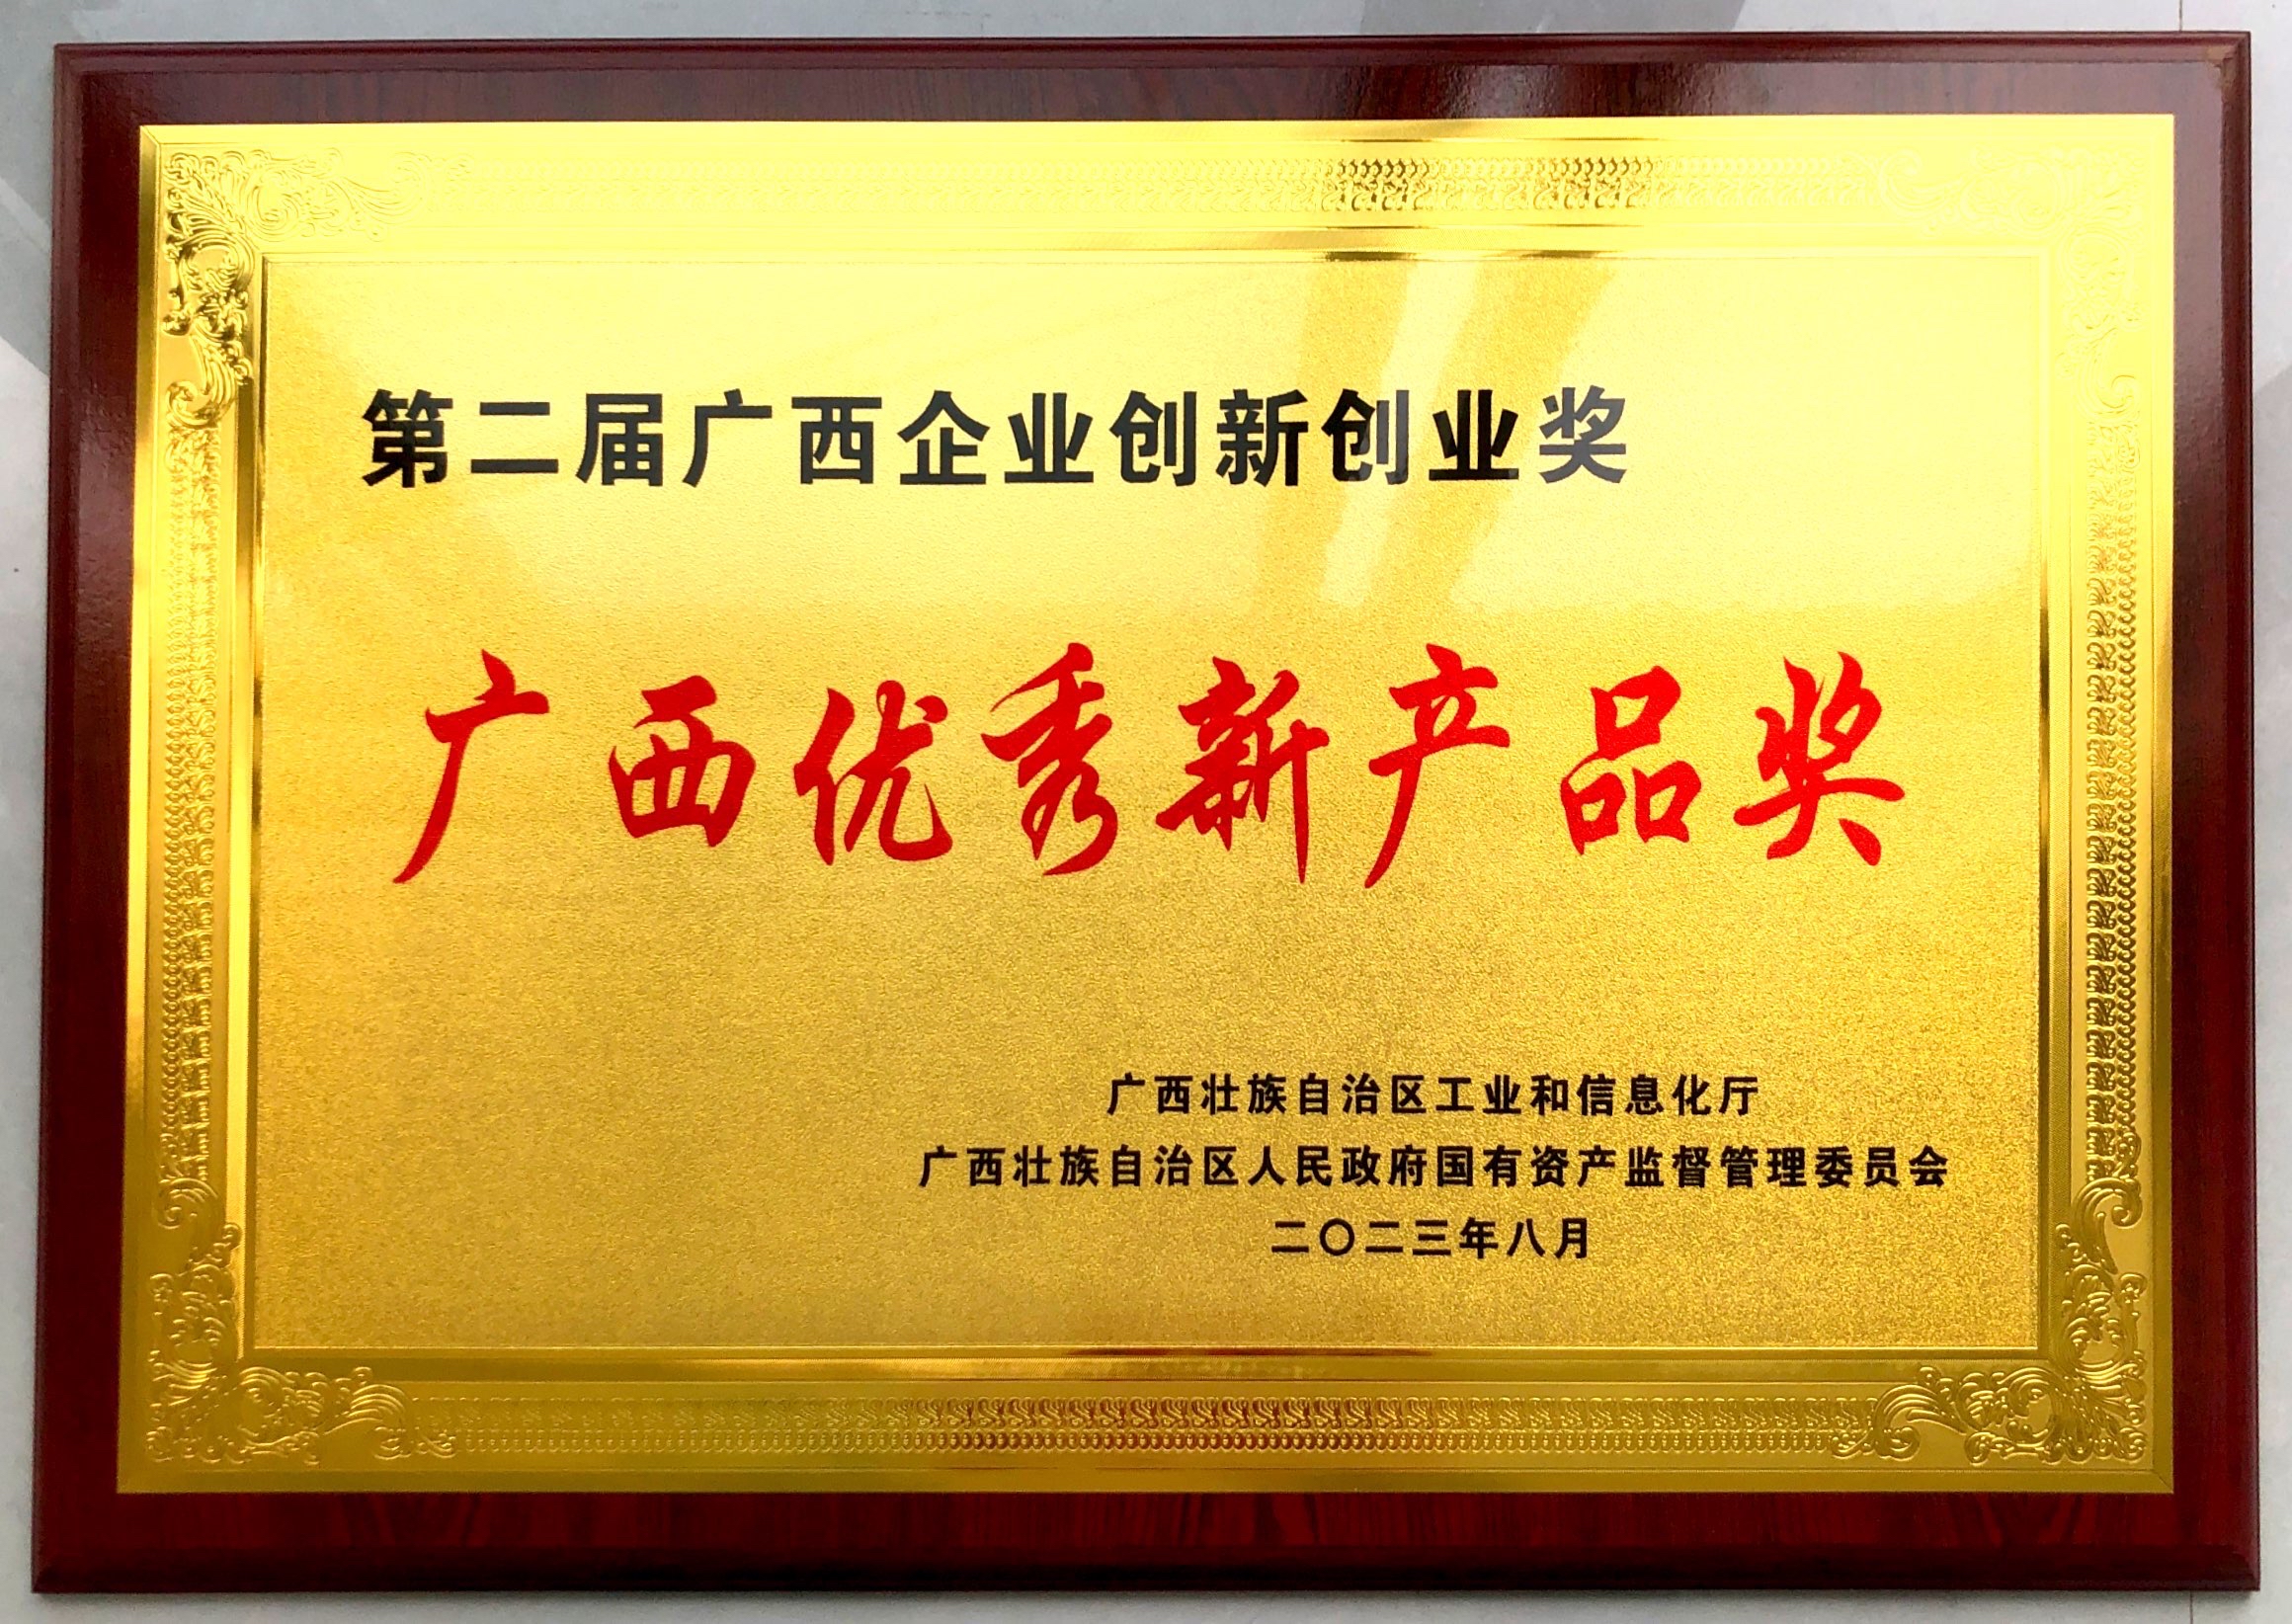 第二届广西企业创新创业奖
广西优秀新产品奖
广西壮族自治区工业和信息化厅
广西壮族自治区人民政府国有资产监督管理委员会
二〇二三年八月